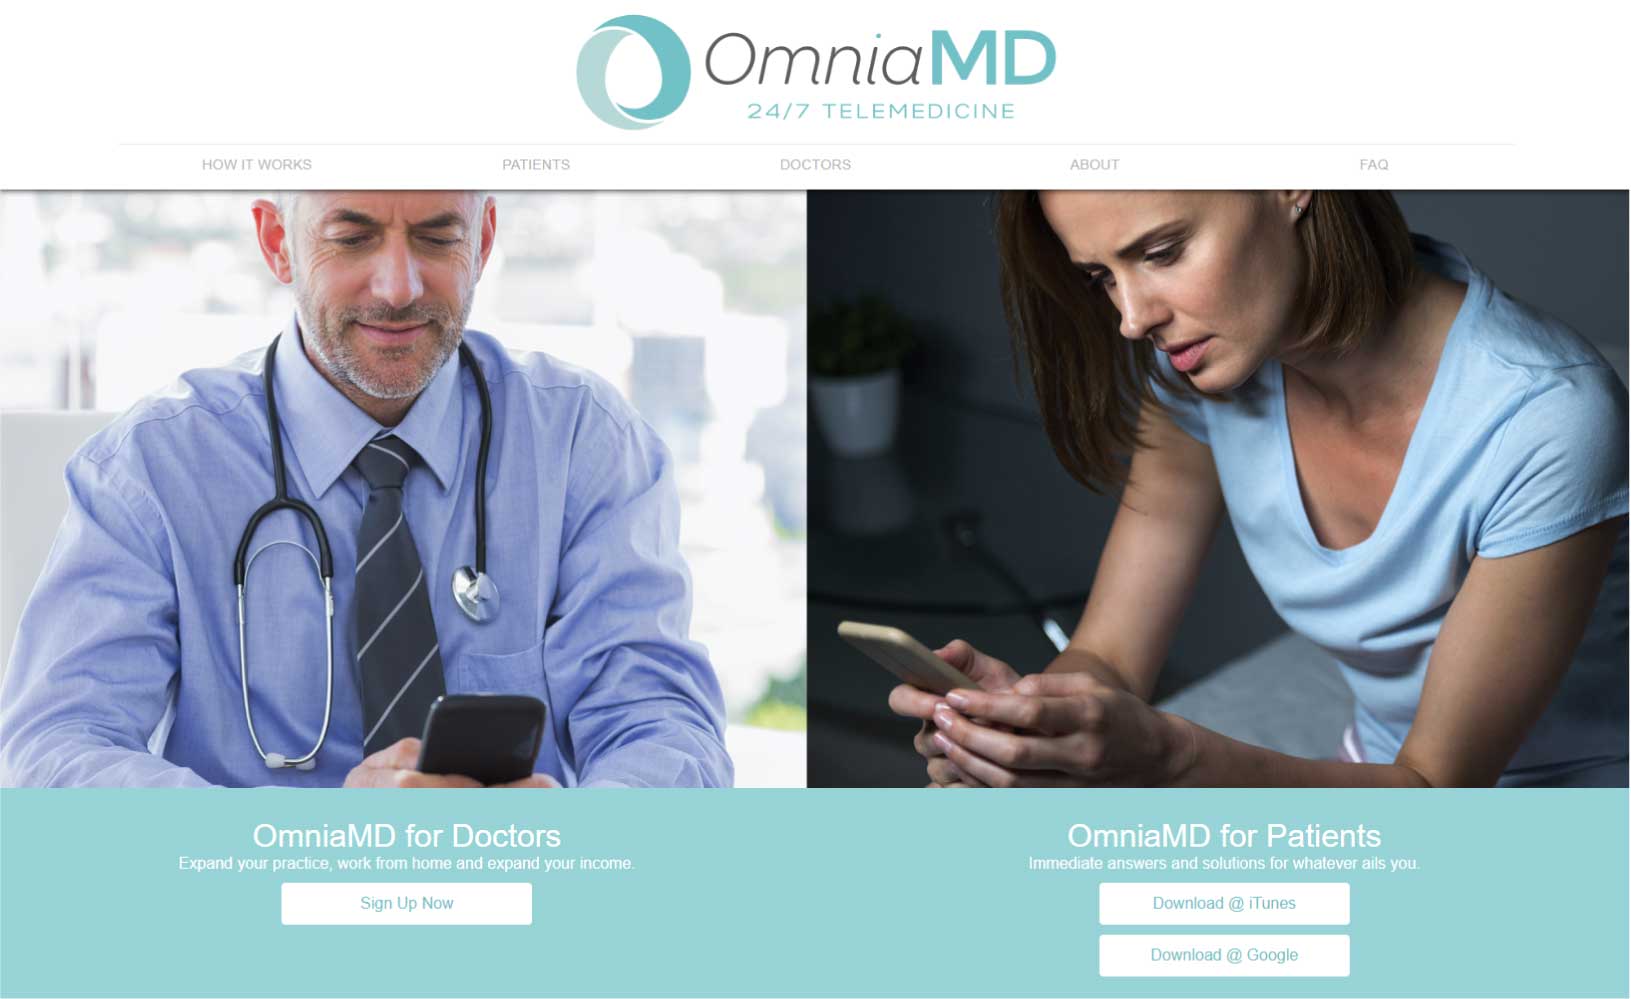 OmniaMD
24/7 TELEMEDICINE
HOW IT WORKS PATIENTS DOCTORS ABOUT FAQ
OmniaMD for Doctors
Expand your practice, work from home and expand your income.
Sign Up Now
OmniaMD for Patients
Immediate answers and solutions for whatever ails you.
Download @ iTunes
Download @ Google